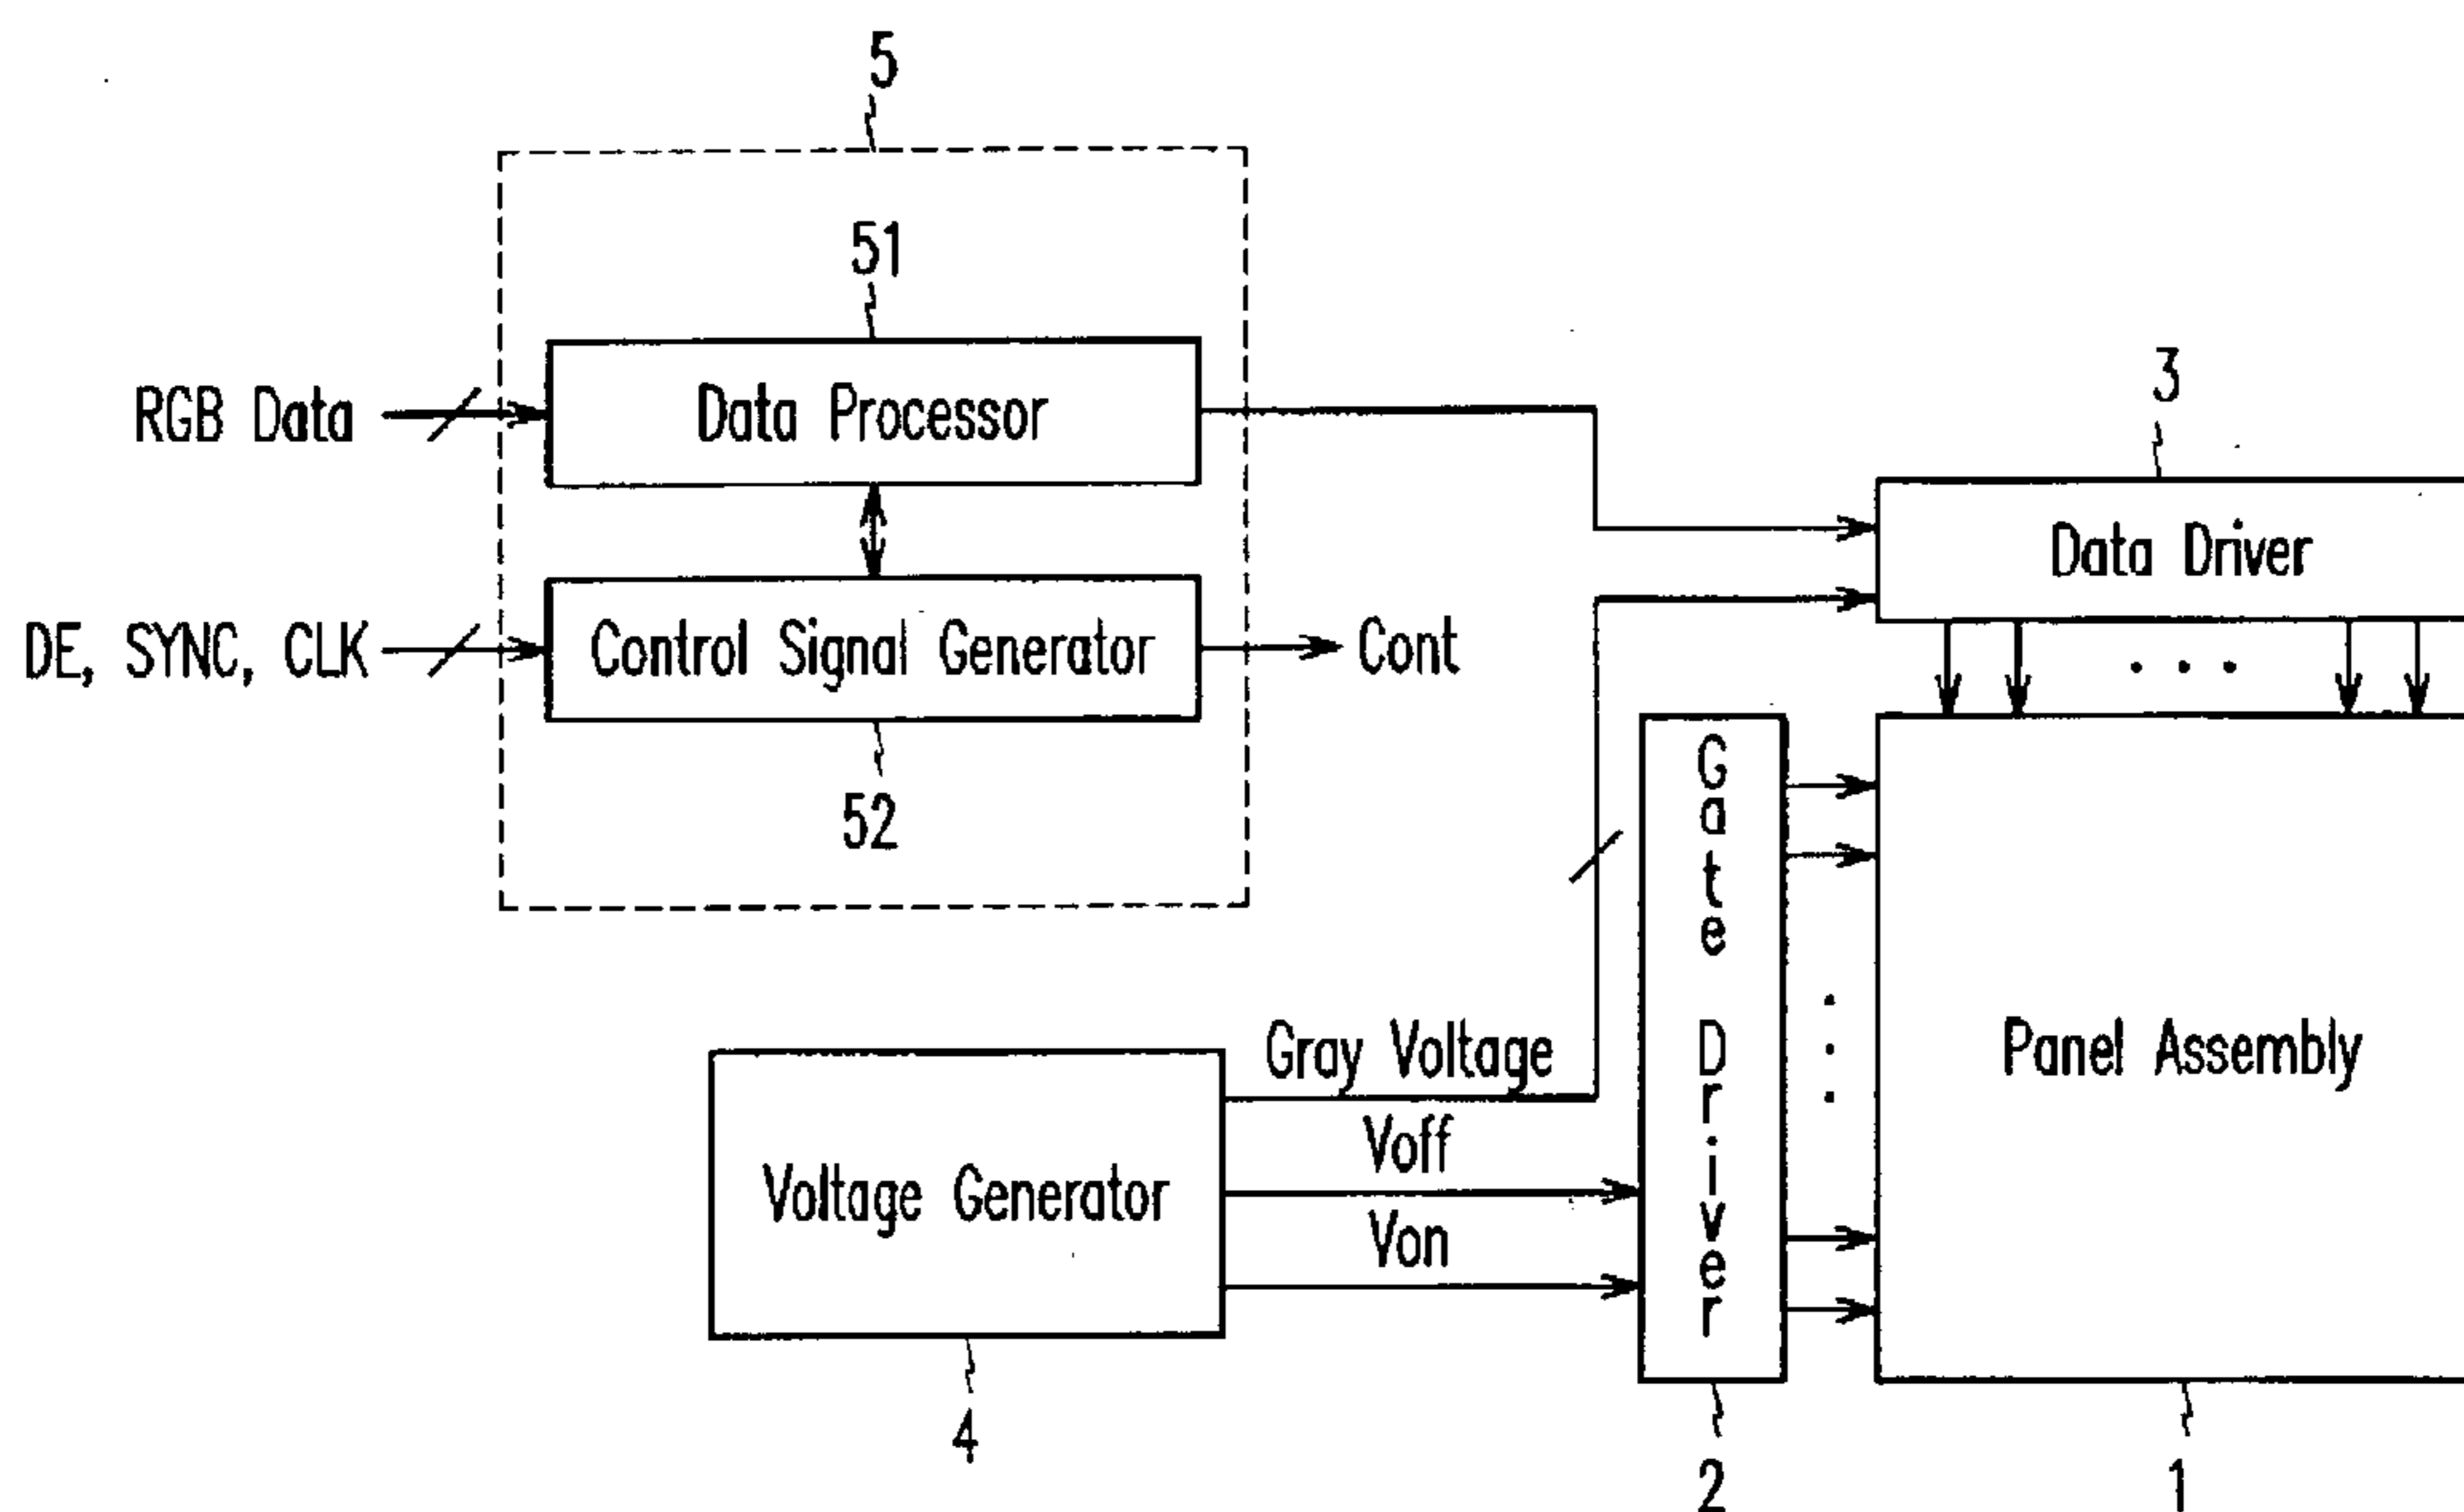 5
51
RGB Data
Data Processor
3
Data Driver
DE, SYNC, CLK
Control Signal Generator
Cont
52
Gate Driver
Gray Voltage
Panel Assembly
Voff
Voltage Generator
Von
4
2
1